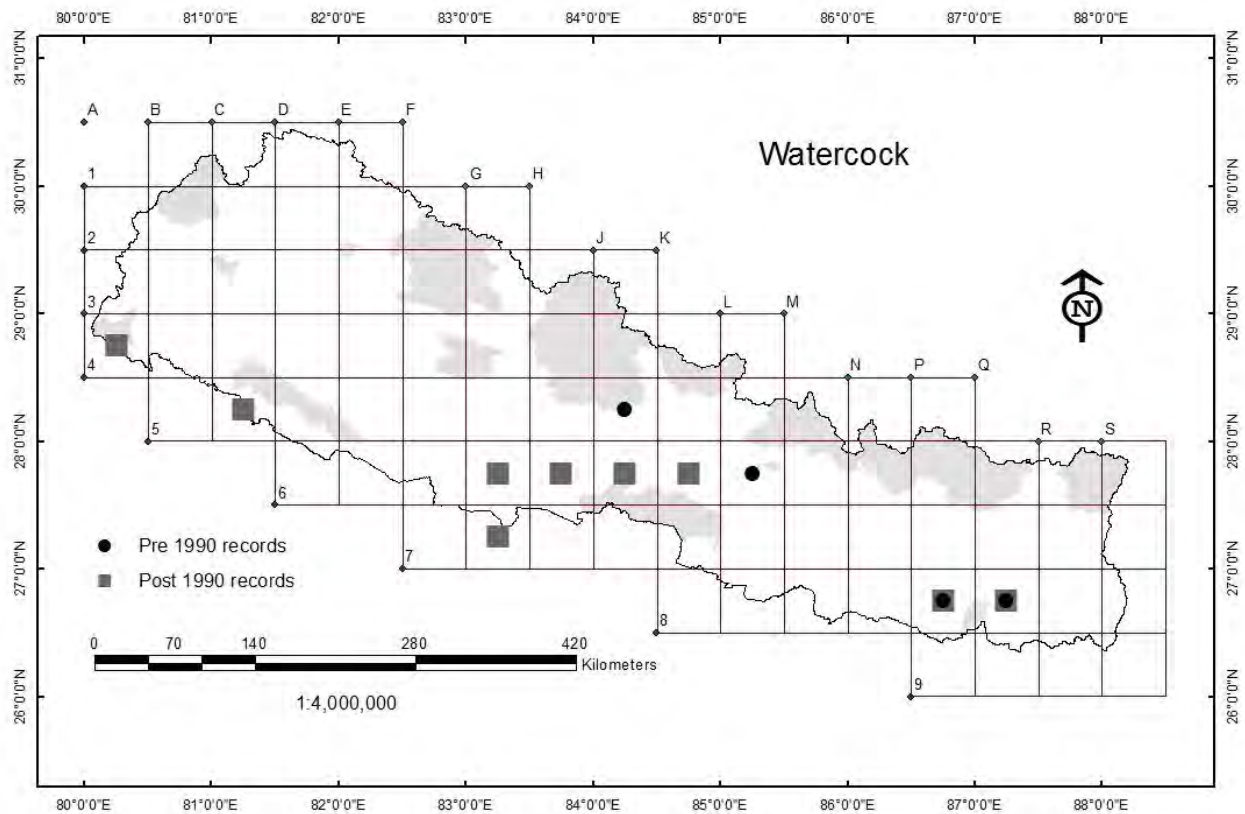 80°0'0"E 81°0'0"E 82°0'0"E 83°0'0"E 84°0'0"E 85°0'0"E 86°0'0"E 87°0'0"E 88°0'0"E
31°0'0"N 31°0'0"N
A B C D E F
Watercock
30°0'0"N 1 G H 30°0'0"N
2 J K
29°0'0"N 3 L M N 29°0'0"N
4 N P Q
28°0'0"N 5 R S 28°0'0"N
6
Pre 1990 records
27°0'0"N 7 27°0'0"N
Post 1990 records
8
0 70 140 280 420
Kilometers
1:4,000,000
26°0'0"N 9 26°0'0"N
80°0'0"E 81°0'0"E 82°0'0"E 83°0'0"E 84°0'0"E 85°0'0"E 86°0'0"E 87°0'0"E 88°0'0"E